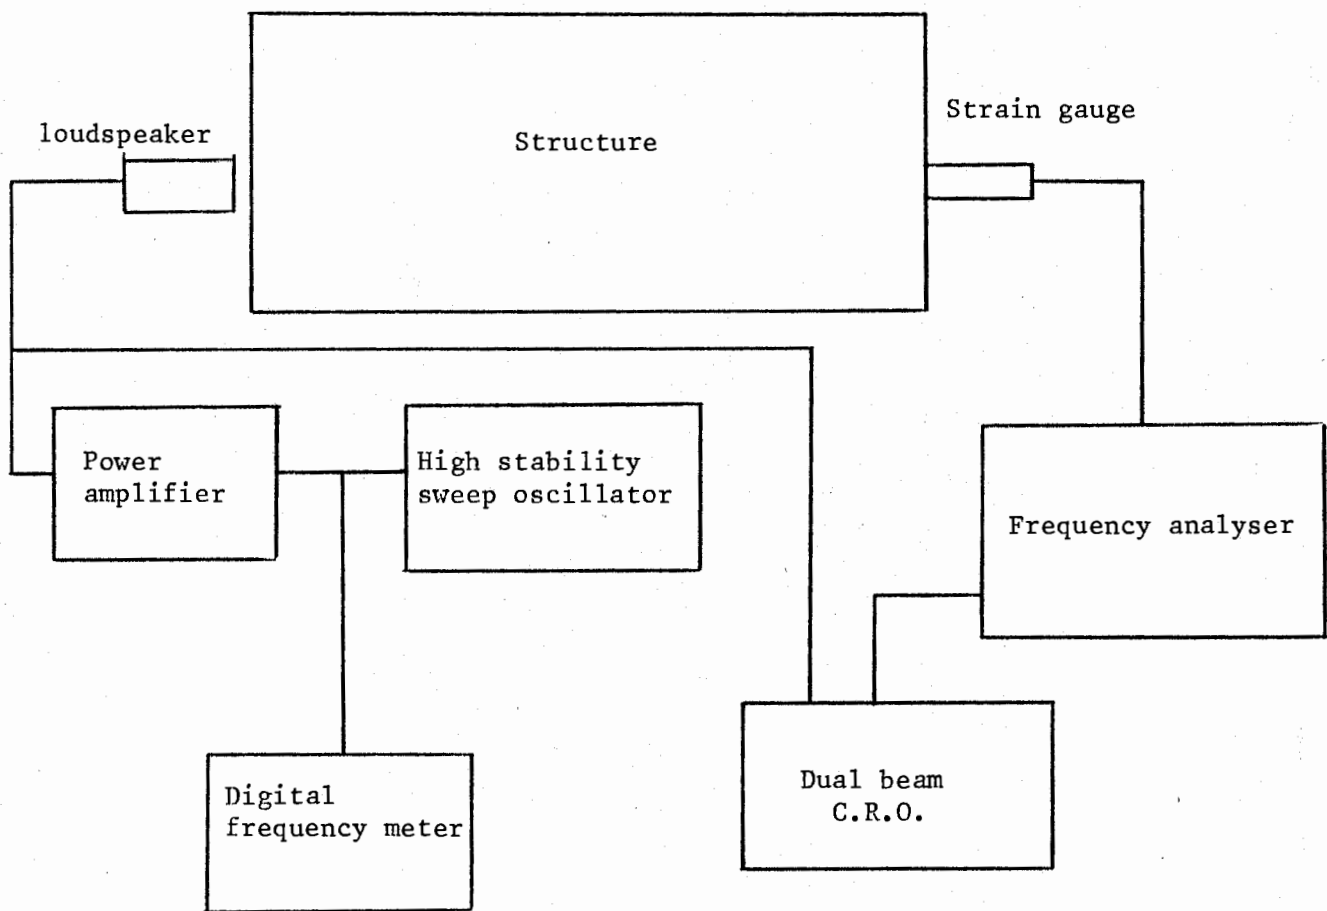 loudspeaker
Structure
Strain gauge
Power
amplifier
High stability
sweep oscillator
Frequency analyser
Digital
frequency meter
Dual beam
C.R.O.